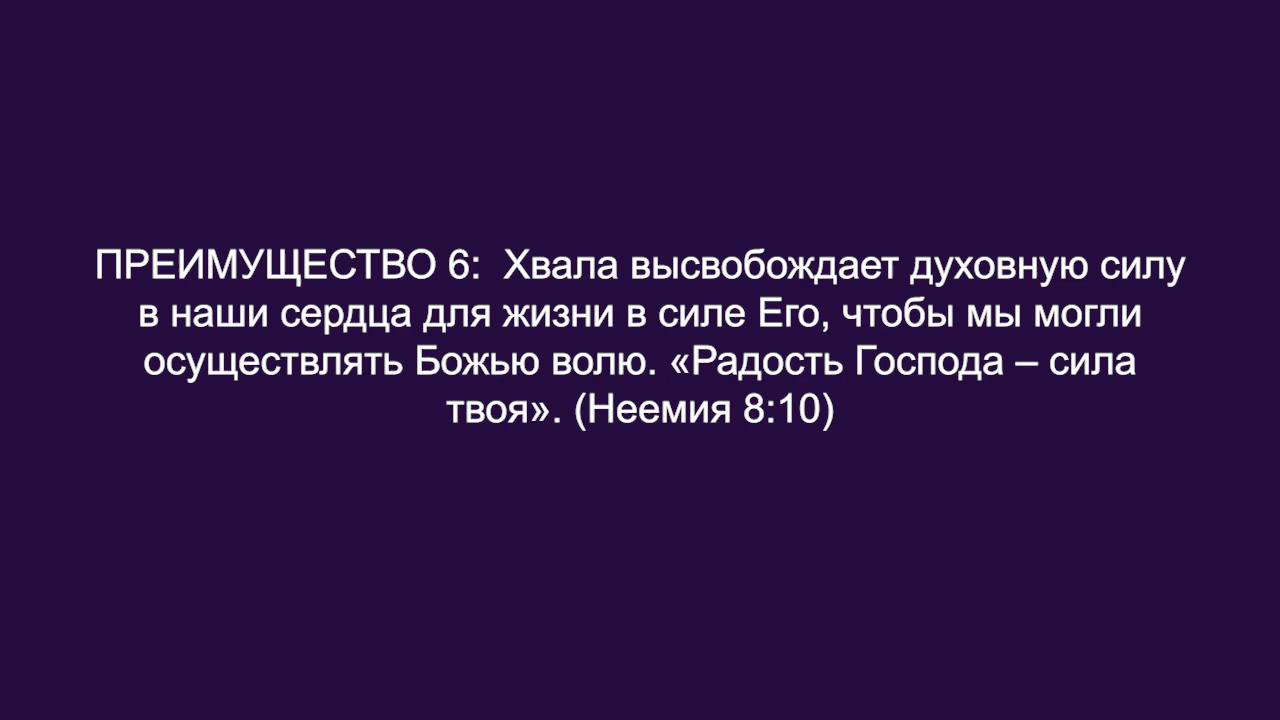 ПРЕИМУЩЕСТВО 6:  Хвала высвобождает духовную силу
в наши сердца для жизни в силе Его, чтобы мы могли
осуществлять Божью волю. «Радость Господа – сила
твоя». (Неемия 8:10)